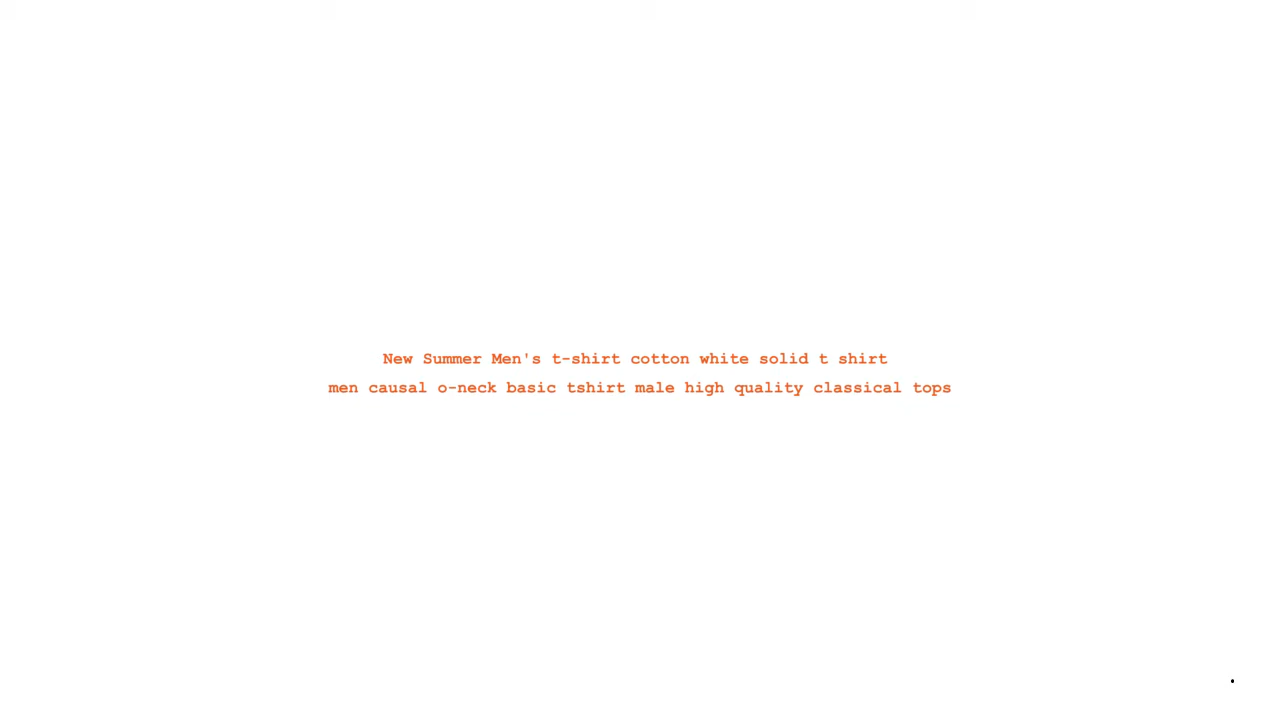 New Summer Men's t-shirt cotton white solid t shirt
men causal o-neck basic tshirt male high quality classical tops